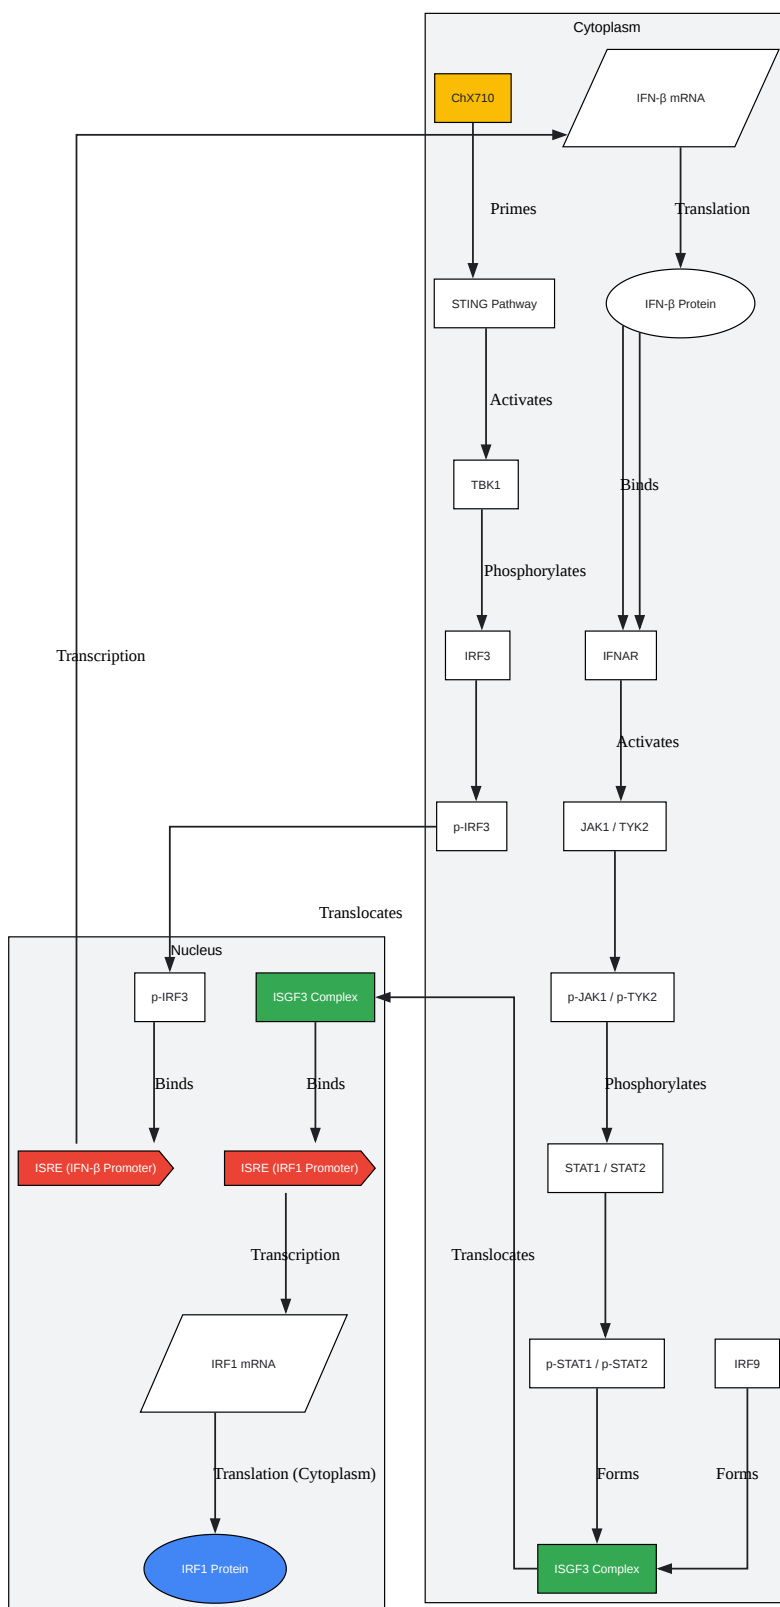 Cytoplasm
ChX710
IFN-β mRNA
Primes
Translation
STING Pathway
IFN-β Protein
Activates
TBK1
Binds
Phosphorylates
IRF3
IFNAR
Transcription
Activates
p-IRF3
JAK1 / TYK2
Translocates
Nucleus
p-IRF3
ISGF3 Complex
p-JAK1 / p-TYK2
Binds
Binds
Phosphorylates
ISRE (IFN-β Promoter)
ISRE (IRF1 Promoter)
STAT1 / STAT2
Transcription
Translocates
IRF1 mRNA
p-STAT1 / p-STAT2
IRF9
Translation (Cytoplasm)
Forms
Forms
IRF1 Protein
ISGF3 Complex